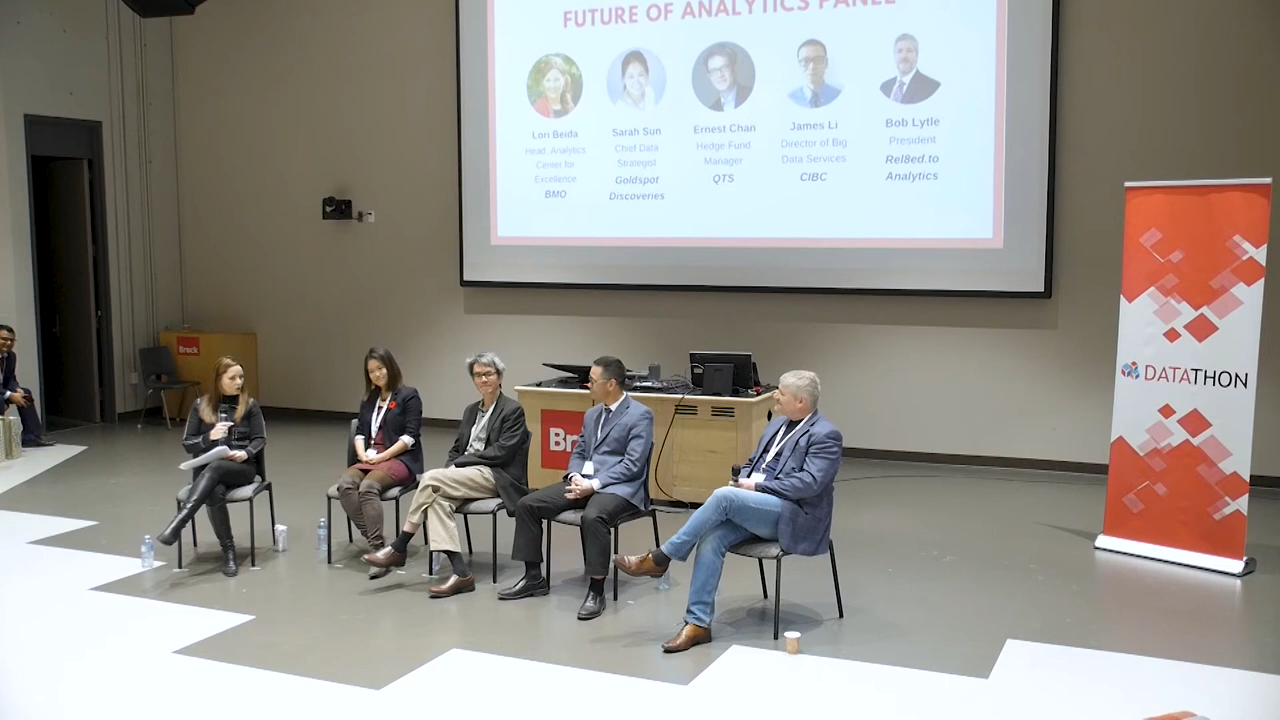 FUTURE OF ANALYTICS PANEL
Lori Beida
Head, Analytics
Center for
Excellence
BMO
Sarah Sun
Chief Data
Strategist
Goldspot
Discoveries
Ernest Chan
Hedge Fund
Manager
QTS
James Li
Director of Big
Data Services
CIBC
Bob Lytle
President
Rel8ed.to
Analytics
Brock
DATATHON